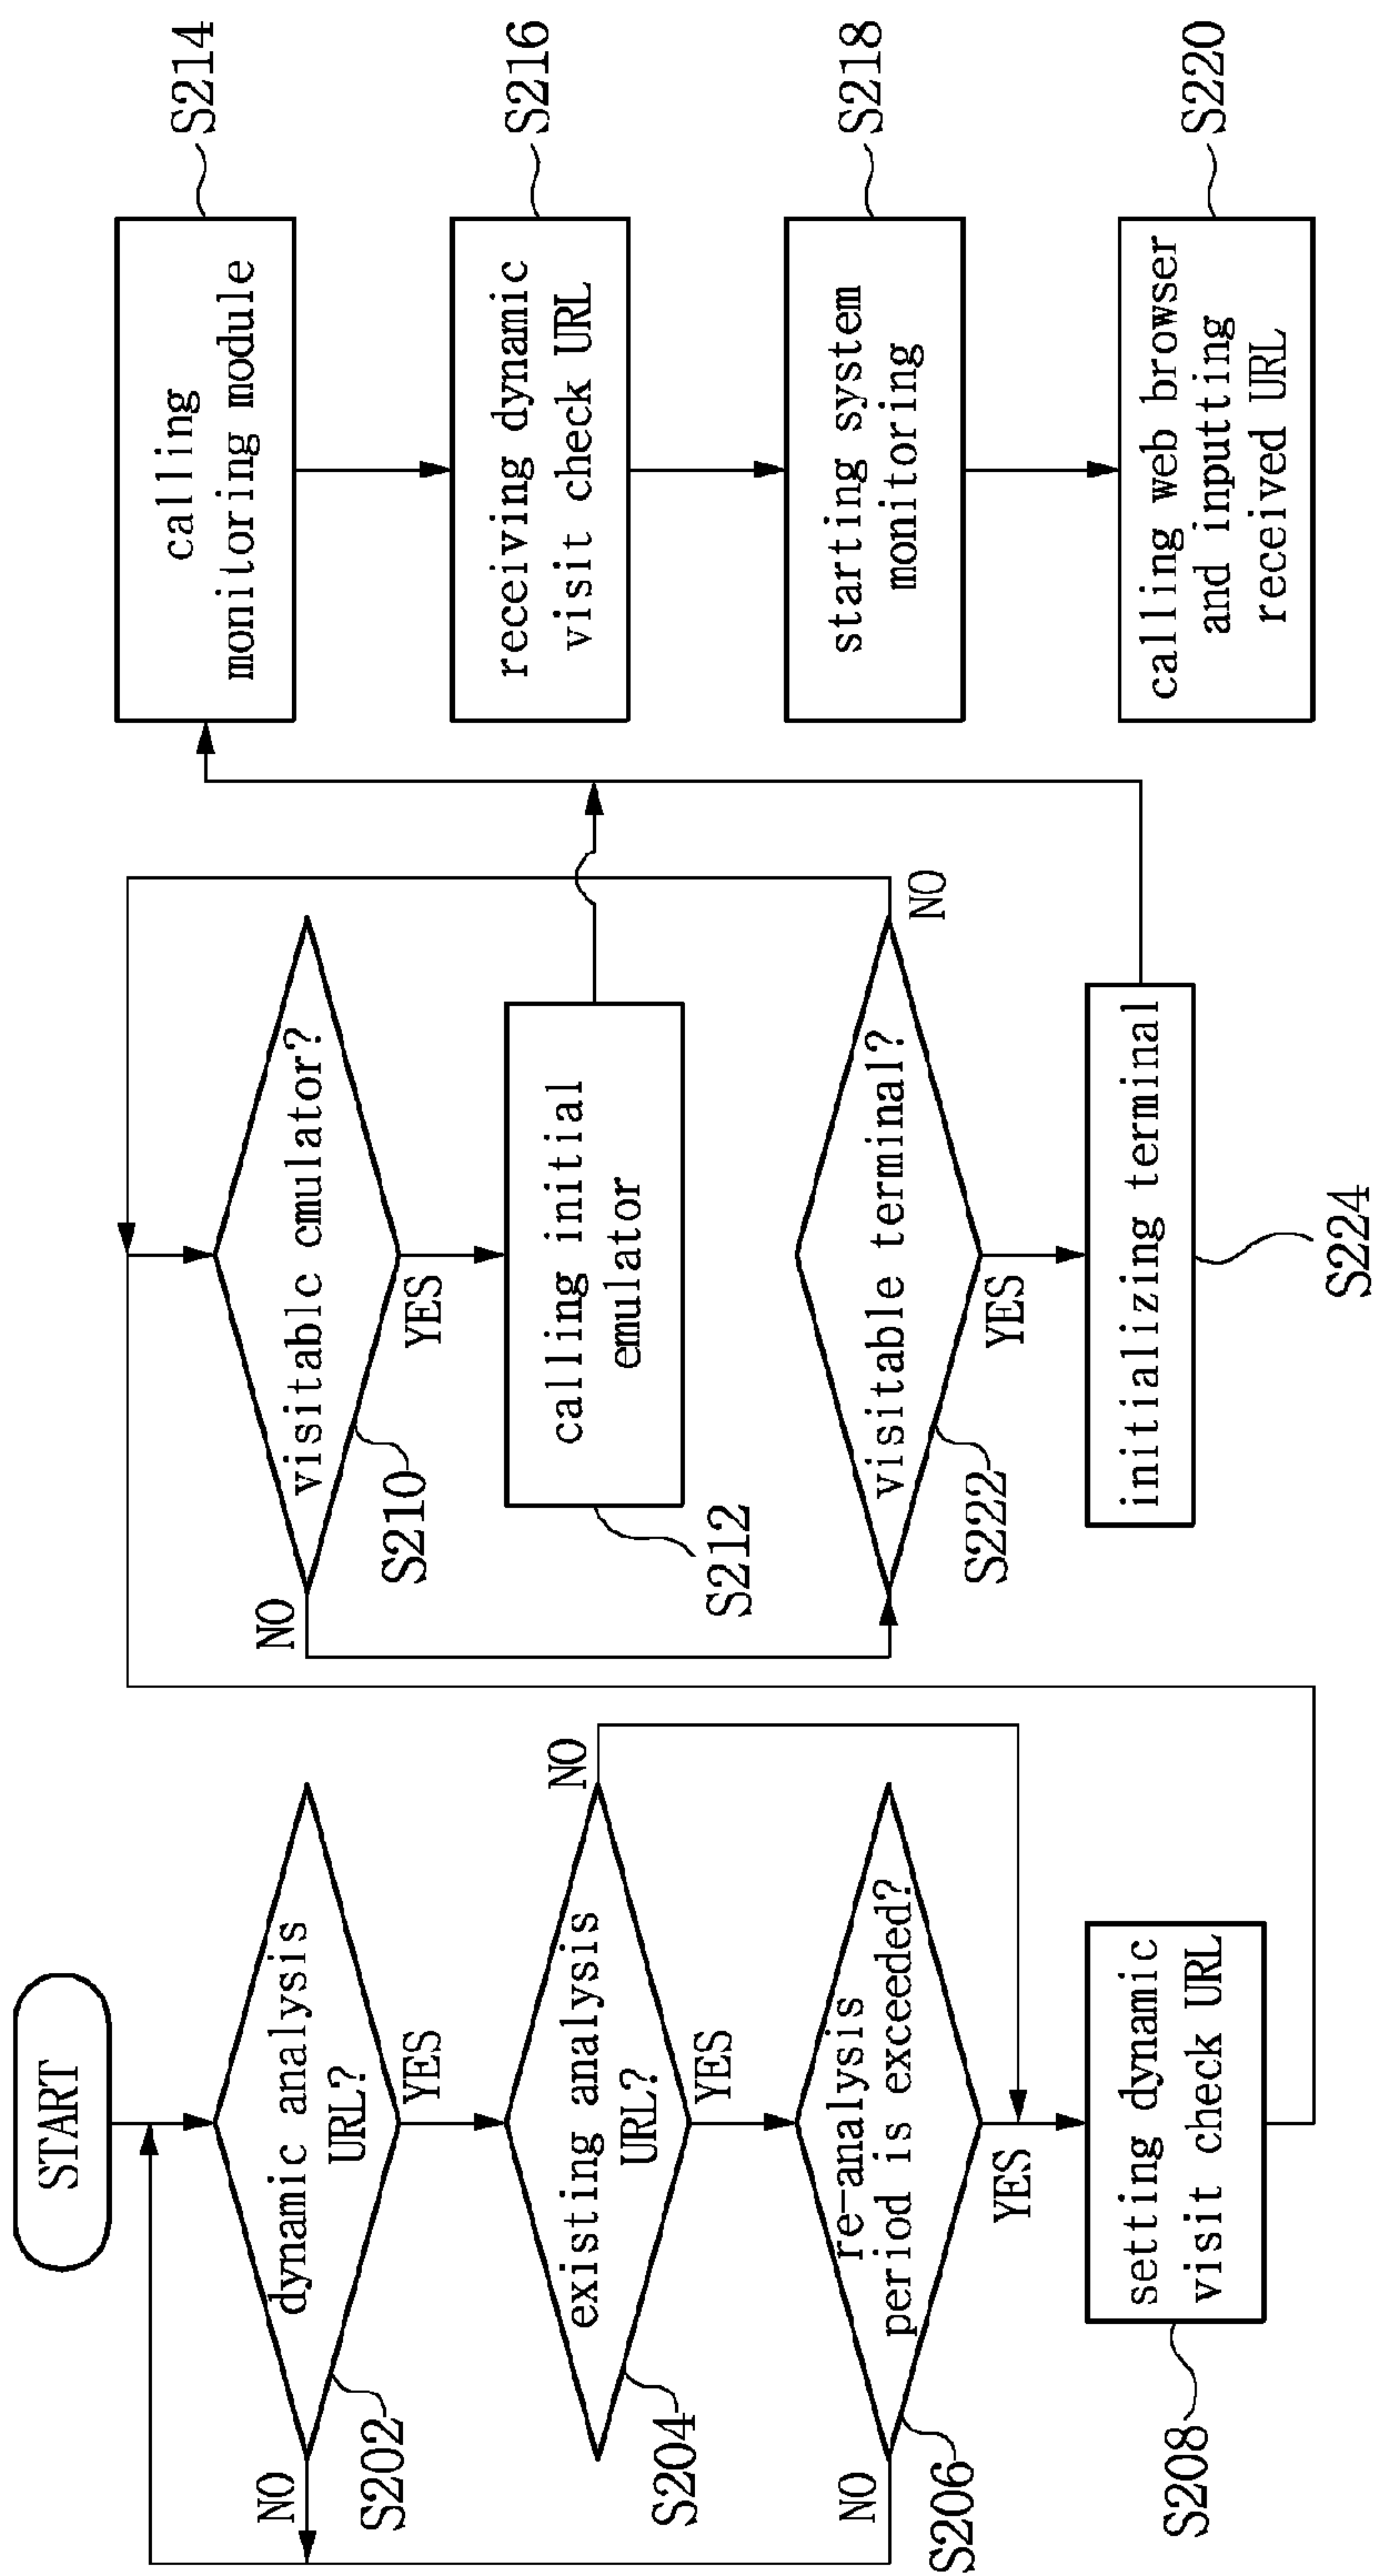 START
dynamic analysis
URL?
S202
NO
YES
existing analysis
URL?
S204
NO
YES
re-analysis
period is exceeded?
S206
NO
YES
setting dynamic
visit check URL
S208
visitablc cmulator?
S210
NO
YES
calling initial
emulator
S212
visitable terminal?
S222
NO
YES
initializing terminal
S224
calling
monitoring module
S214
receiving dynamic
visit check URL
S216
starting system
monitoring
S218
calling web browser
and inputting
received URL
S220